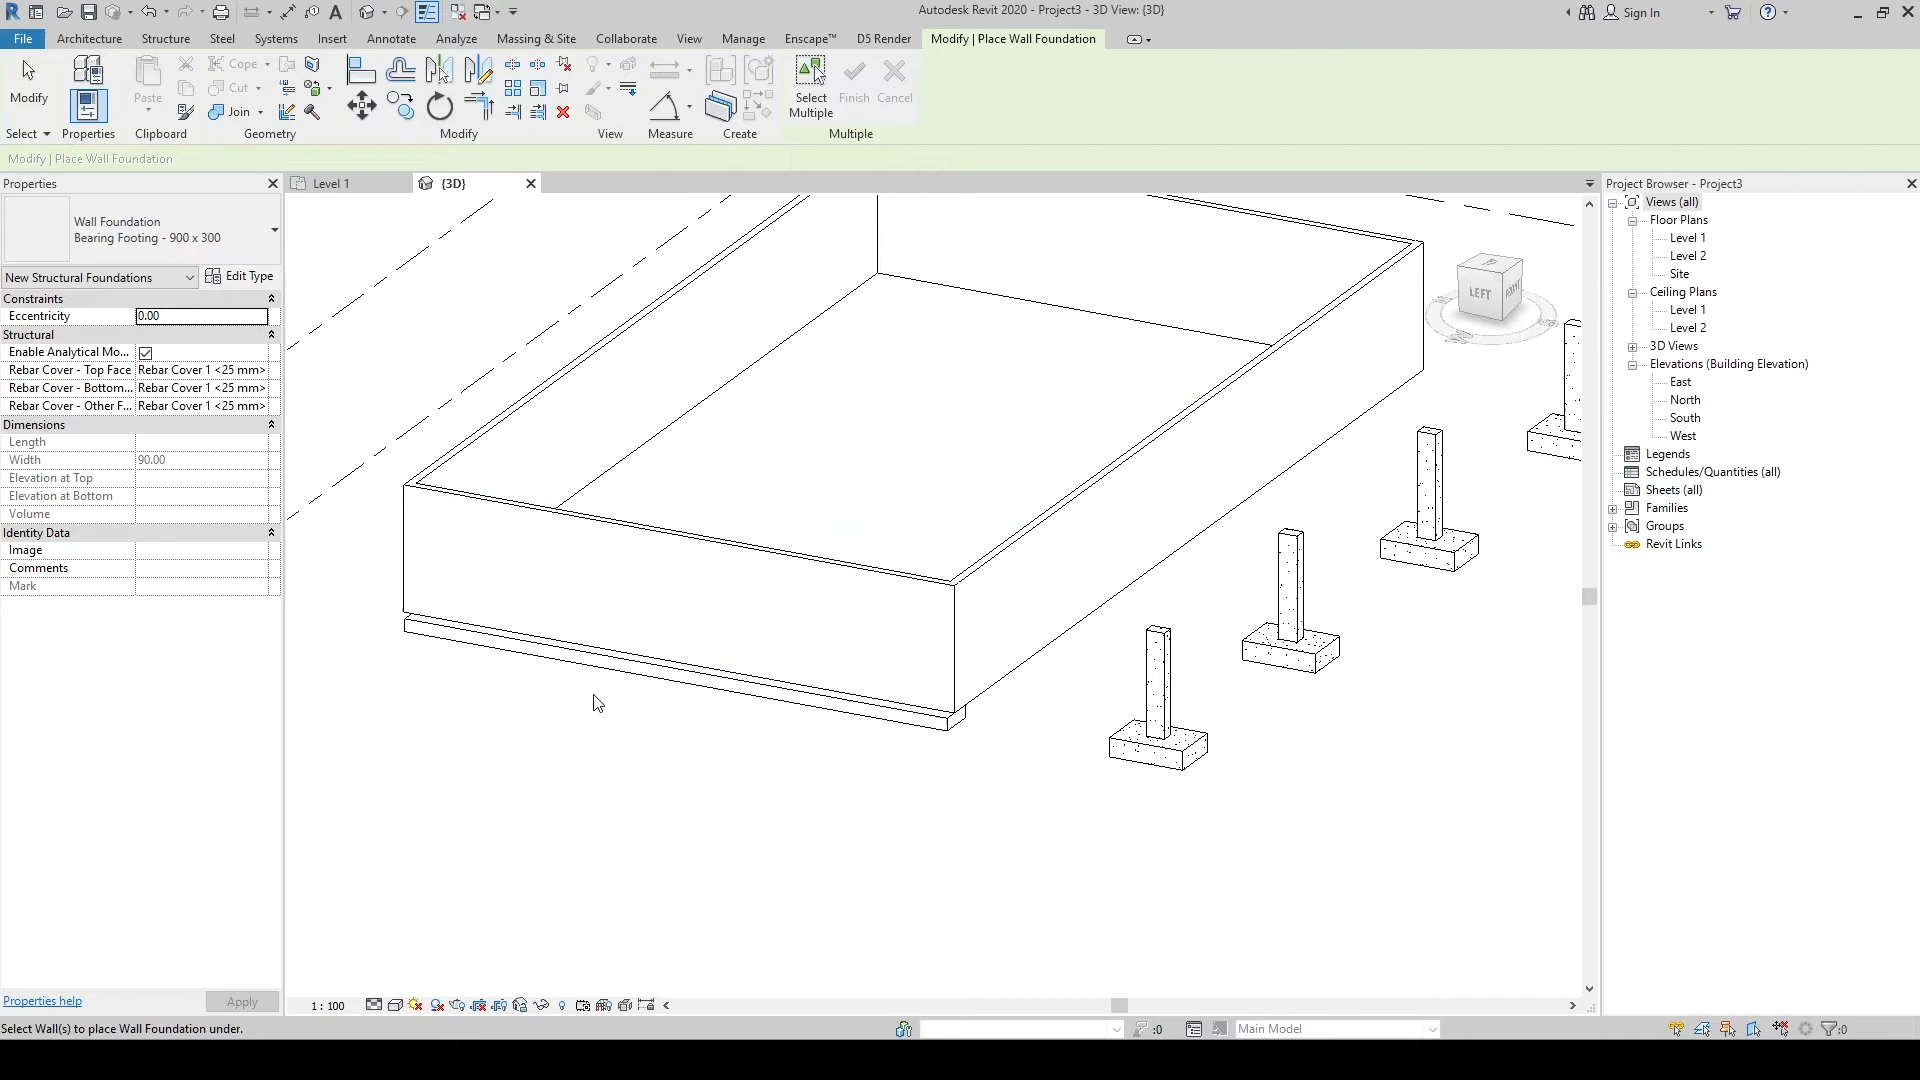 Autodesk Revit 2020 - Project3 - 3D View: {3D}
Sign In
File Architecture Structure Steel Systems Insert Annotate Analyze Massing & Site Collaborate View Manage Enscape™ D5 Render Modify | Place Wall Foundation
Modify
Paste
Cope
Cut
Join
Select Multiple
Finish
Cancel
Select Properties Clipboard Geometry Modify View Measure Create Multiple
Modify | Place Wall Foundation
Properties
Level 1
{3D}
Project Browser - Project3
Wall Foundation
Bearing Footing - 900 x 300
New Structural Foundations Edit Type
Constraints
Eccentricity 0.00
Structural
Enable Analytical Mo...
Rebar Cover - Top Face Rebar Cover 1 <25 mm>
Rebar Cover - Bottom... Rebar Cover 1 <25 mm>
Rebar Cover - Other F... Rebar Cover 1 <25 mm>
Dimensions
Length
Width 90.00
Elevation at Top
Elevation at Bottom
Volume
Identity Data
Image
Comments
Mark
Properties help Apply
LEFT
FRONT
Views (all)
Floor Plans
Level 1
Level 2
Site
Ceiling Plans
Level 1
Level 2
3D Views
Elevations (Building Elevation)
East
North
South
West
Legends
Schedules/Quantities (all)
Sheets (all)
Families
Groups
Revit Links
1 : 100
Select Wall(s) to place Wall Foundation under.
:0
Main Model
:0